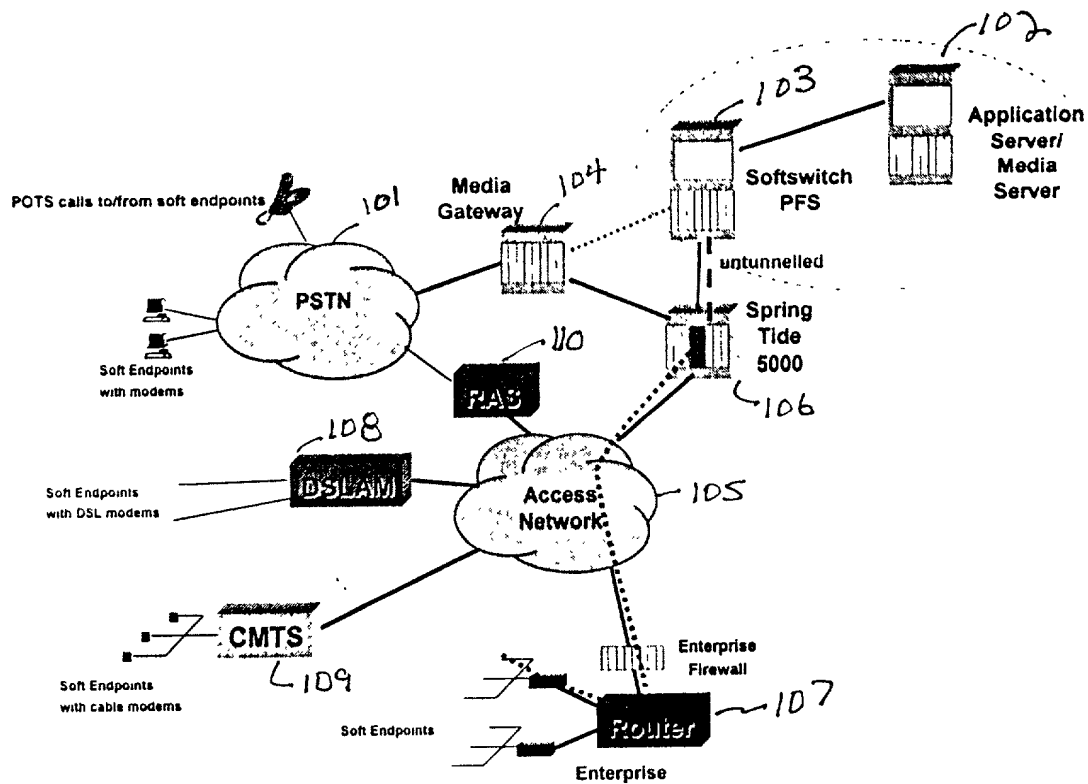 102
103
Application
Server/
Media
Server
Softswitch
PFS
104
Media
Gateway
POTS calls to/from soft endpoints
101
untunnelled
PSTN
Spring
Tide
5000
106
Soft Endpoints
with modems
110
RAS
108
DSLAM
Soft Endpoints
with DSL modems
Access
Network
105
CMTS
109
Soft Endpoints
with cable modems
Enterprise
Firewall
107
Router
Soft Endpoints
Enterprise